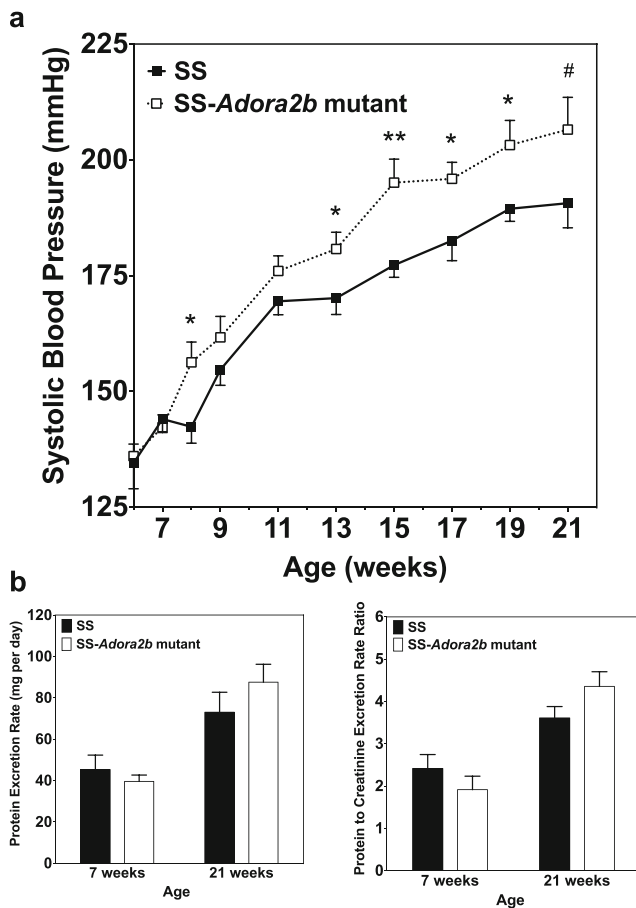 a
225
200
175
150
125
Systolic Blood Pressure (mmHg)
SS
SS-Adora2b mutant
*
*
**
*
*
#
7 9 11 13 15 17 19 21
Age (weeks)
b
120
100
80
60
40
20
0
Protein Excretion Rate (mg per day)
SS
SS-Adora2b mutant
7 weeks 21 weeks
Age
6
5
4
3
2
1
0
Protein to Creatinine Excretion Rate Ratio
SS
SS-Adora2b mutant
7 weeks 21 weeks
Age